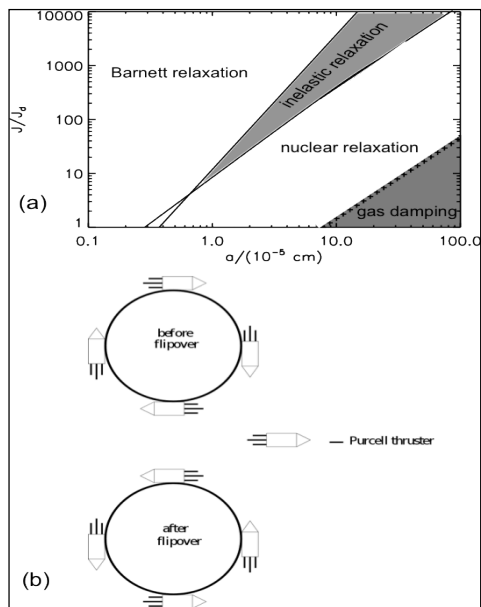 10000
1000
100
10
1
J/J_d
Barnett relaxation
inelastic relaxation
nuclear relaxation
gas damping
(a)
0.1
1.0
10.0
100.0
a/(10⁻⁵ cm)
before
flipover
Purcell thruster
after
flipover
(b)